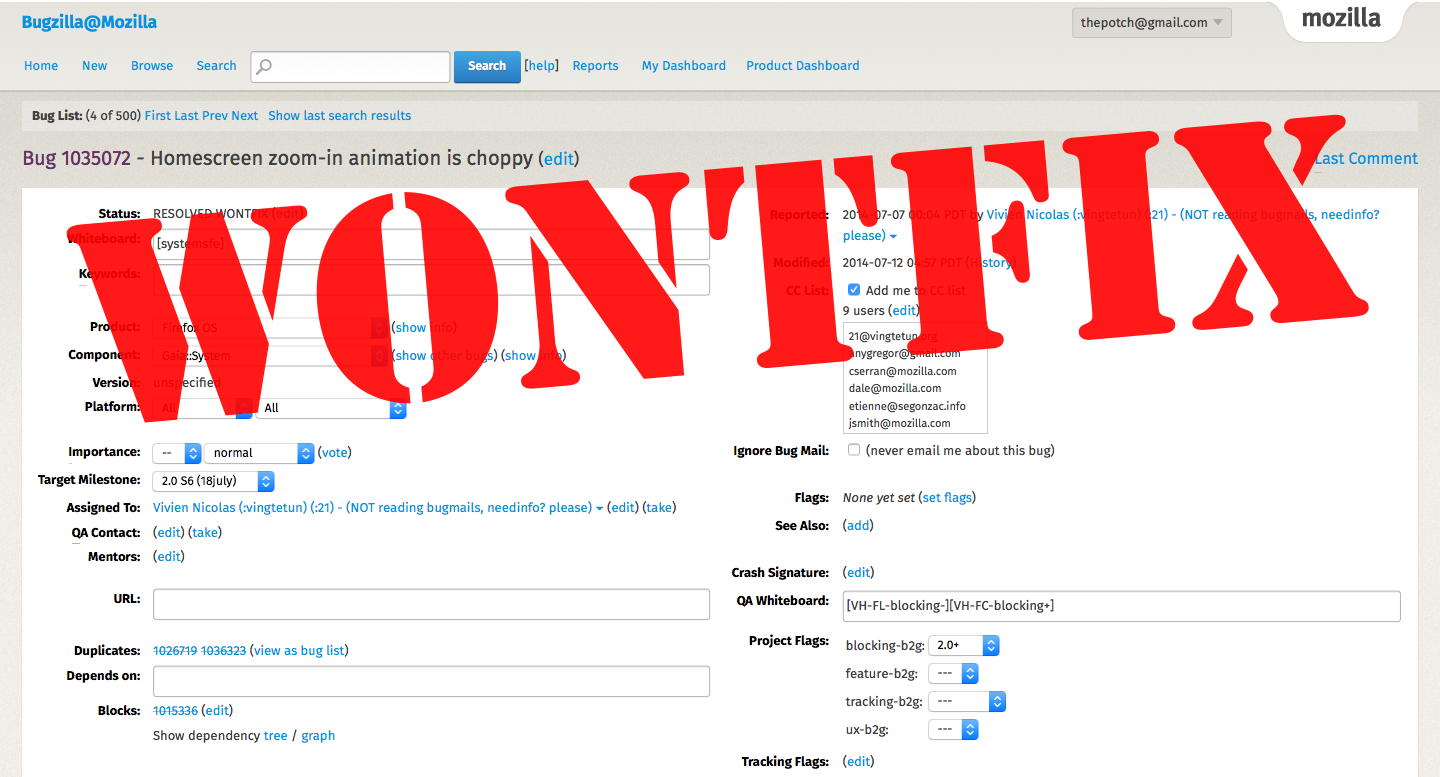 Bugzilla@Mozilla
thepotch@gmail.com
mozilla
Home New Browse Search Search [help] Reports My Dashboard Product Dashboard
Bug List: (4 of 500) First Last Prev Next Show last search results
Bug 1035072 - Homescreen zoom-in animation is choppy (edit)
Last Comment
WONTFIX
Status: RESOLVED WONTFIX (edit)
Whiteboard: [systemsfe]
Keywords:
Product: Firefox OS (show info)
Component: Gaia::System (show other bugs) (show info)
Version: unspecified
Platform: All All
Importance: -- normal (vote)
Target Milestone: 2.0 S6 (18july)
Assigned To: Vivien Nicolas (:vingtetun) (:21) - (NOT reading bugmails, needinfo? please) (edit) (take)
QA Contact: (edit) (take)
Mentors: (edit)
URL:
Duplicates: 1026719 1036323 (view as bug list)
Depends on:
Blocks: 1015336 (edit)
Show dependency tree / graph
Reported: 2014-07-07 00:04 PDT by Vivien Nicolas (:vingtetun) (:21) - (NOT reading bugmails, needinfo?
please)
Modified: 2014-07-12 04:57 PDT (History)
CC List: Add me to CC list
9 users (edit)
21@vingtetun.org
anygregor@gmail.com
cserran@mozilla.com
dale@mozilla.com
etienne@segonzac.info
jsmith@mozilla.com
Ignore Bug Mail: (never email me about this bug)
Flags: None yet set (set flags)
See Also: (add)
Crash Signature: (edit)
QA Whiteboard: [VH-FL-blocking-][VH-FC-blocking+]
Project Flags: blocking-b2g: 2.0+
feature-b2g: ---
tracking-b2g: ---
ux-b2g: ---
Tracking Flags: (edit)